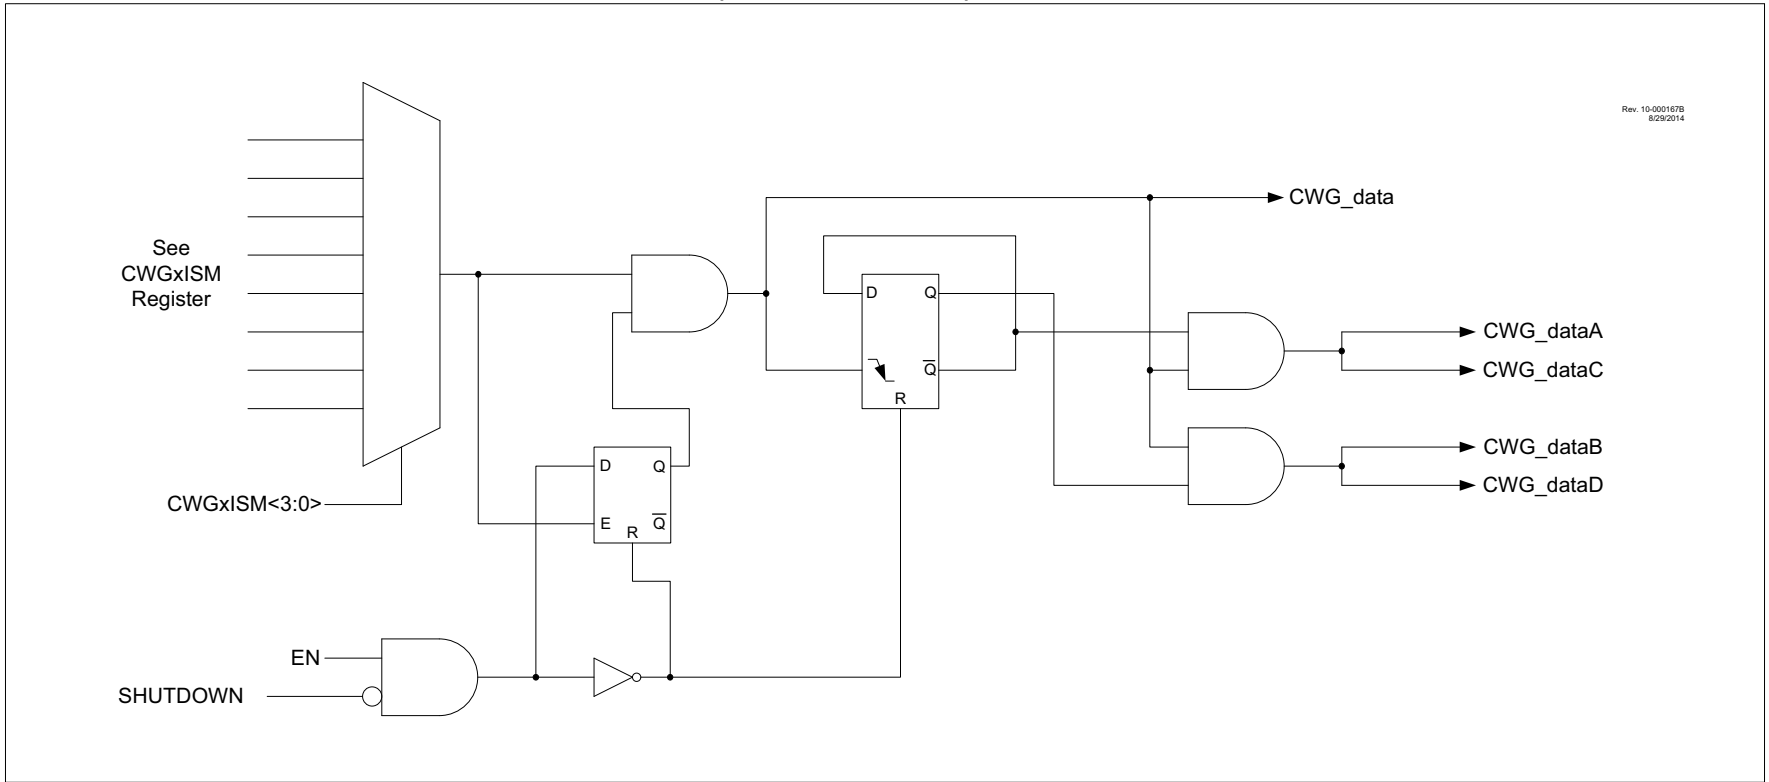 Rev. 10-000167B
8/29/2014
CWG_data
See
CWGxISM
Register
D
Q
Q
R
CWG_dataA
CWG_dataC
D
Q
E
R
Q
CWG_dataB
CWG_dataD
CWGxISM<3:0>
EN
SHUTDOWN